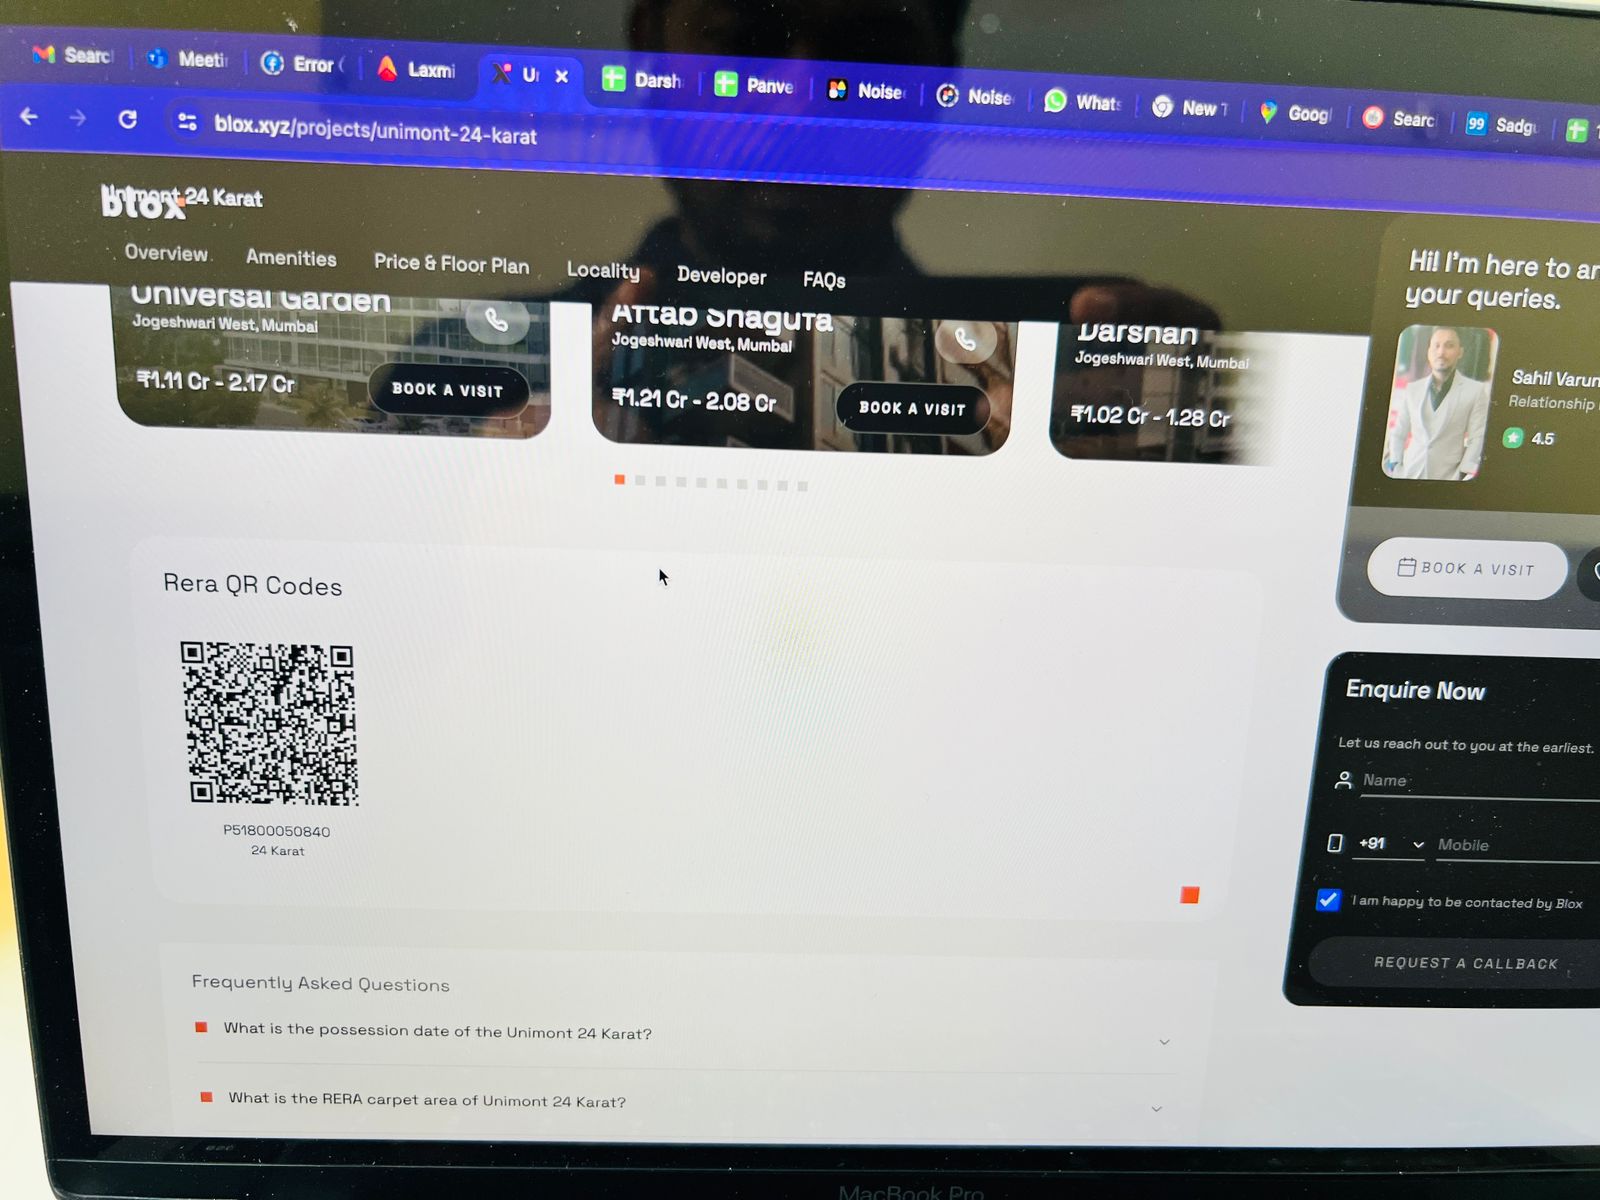 Searc
Meeti
Error (
Laxmi
Darsh
Panve
Noise
Noise
Whats
New T
Googl
Searc
99
Sadgu
blox.xyz/projects/unimont-24-karat
Unimont 24 Karat
blox
Overview
Amenities
Price & Floor Plan
Locality
Developer
FAQs
Universal Garden
Jogeshwari West, Mumbai
₹1.11 Cr - 2.17 Cr
BOOK A VISIT
Aftab Shagufa
Jogeshwari West, Mumbai
₹1.21 Cr - 2.08 Cr
BOOK A VISIT
Darshan
Jogeshwari West, Mumbai
₹1.02 Cr - 1.28 Cr
Hi! I'm here to an
your queries.
Sahil Varun
Relationship
4.5
BOOK A VISIT
Rera QR Codes
P51800050840
24 Karat
Enquire Now
Let us reach out to you at the earliest.
Name
+91
Mobile
I am happy to be contacted by Blox
REQUEST A CALLBACK
Frequently Asked Questions
What is the possession date of the Unimont 24 Karat?
What is the RERA carpet area of Unimont 24 Karat?
MacBook Pro